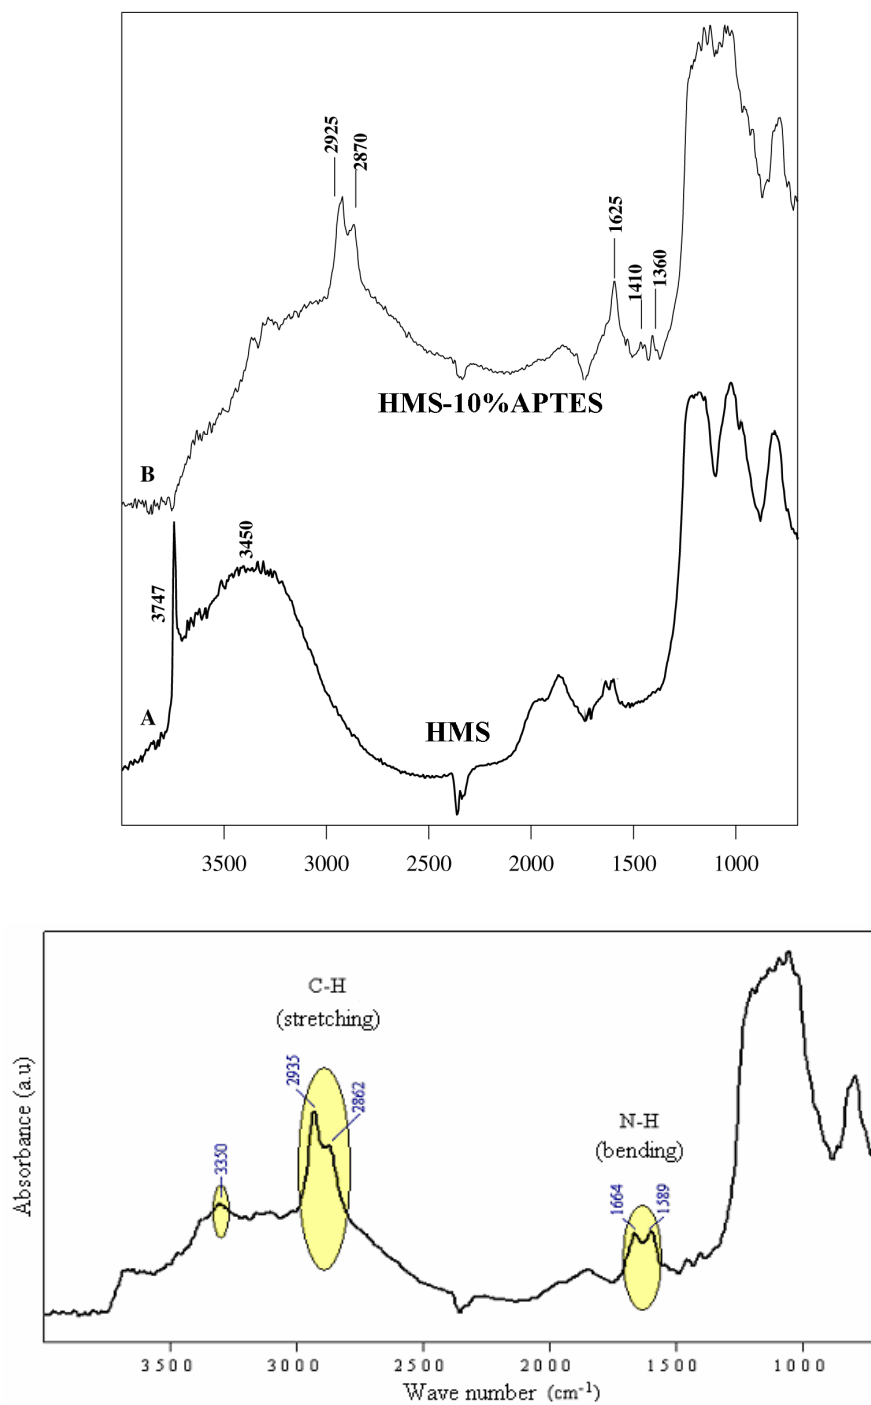 2925
2870
1625
1410
1360
HMS-10%APTES
B
3450
3747
A
HMS
3500 3000 2500 2000 1500 1000
C-H
(stretching)
2935
2862
N-H
(bending)
3350
1664
1589
Absorbance (a.u)
3500 3000 2500 2000 1500 1000
Wave number (cm⁻¹)